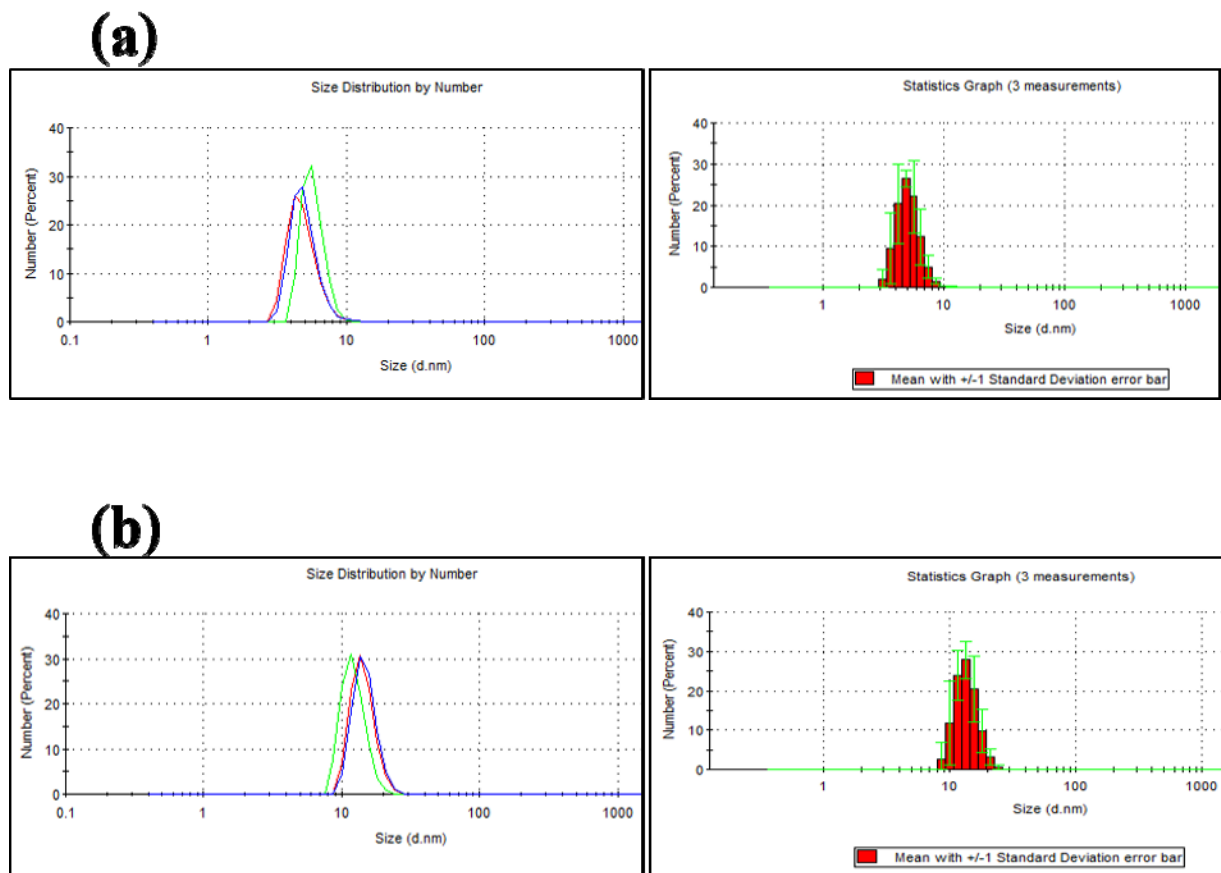 (a)
Size Distribution by Number
40
30
20
10
0
Number (Percent)
0.1 1 10 100 1000
Size (d.nm)
Statistics Graph (3 measurements)
40
30
20
10
0
Number (Percent)
1 10 100 1000
Size (d.nm)
Mean with +/-1 Standard Deviation error bar
(b)
Size Distribution by Number
40
30
20
10
0
Number (Percent)
0.1 1 10 100 1000
Size (d.nm)
Statistics Graph (3 measurements)
40
30
20
10
0
Number (Percent)
1 10 100 1000
Size (d.nm)
Mean with +/-1 Standard Deviation error bar